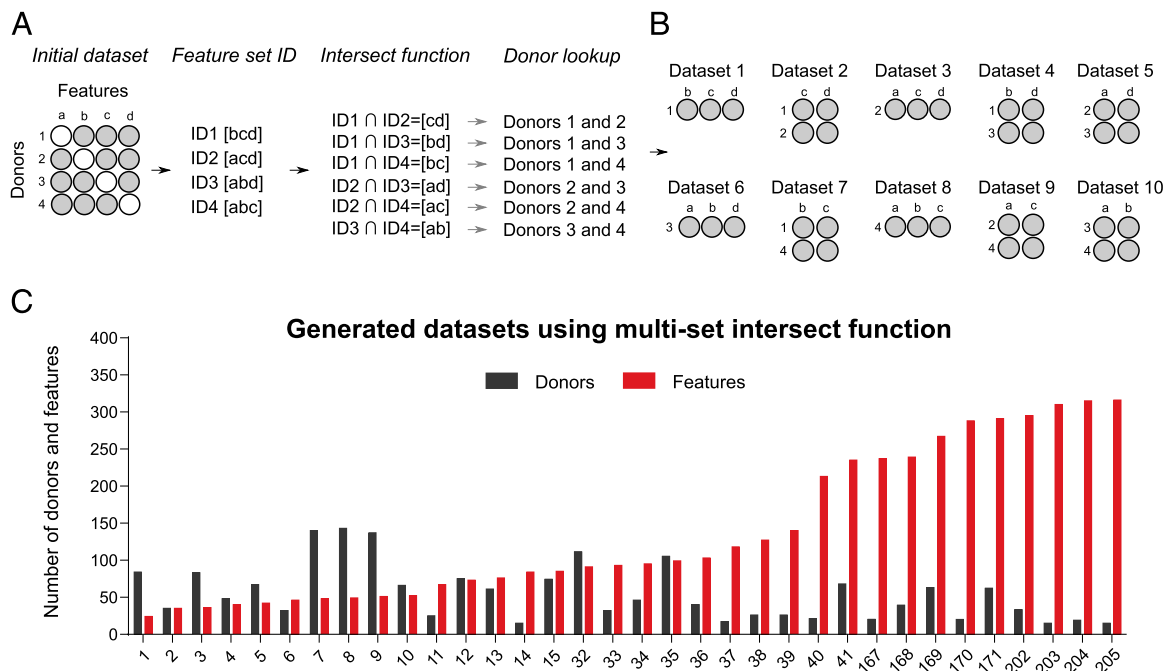 A
B
Initial dataset
Feature set ID
Intersect function
Donor lookup
Features
a b c d
Donors
1
2
3
4
ID1 [bcd]
ID2 [acd]
ID3 [abd]
ID4 [abc]
ID1 ∩ ID2=[cd]
ID1 ∩ ID3=[bd]
ID1 ∩ ID4=[bc]
ID2 ∩ ID3=[ad]
ID2 ∩ ID4=[ac]
ID3 ∩ ID4=[ab]
Donors 1 and 2
Donors 1 and 3
Donors 1 and 4
Donors 2 and 3
Donors 2 and 4
Donors 3 and 4
Dataset 1
b c d
1
Dataset 2
c d
1
2
Dataset 3
a c d
2
Dataset 4
b d
1
3
Dataset 5
a d
2
3
Dataset 6
a b d
3
Dataset 7
b c
1
4
Dataset 8
a b c
4
Dataset 9
a c
2
4
Dataset 10
a b
3
4
C
Generated datasets using multi-set intersect function
Donors
Features
Number of donors and features
400
350
300
250
200
150
100
50
0
1 2 3 4 5 6 7 8 9 10 11 12 13 14 15 32 33 34 35 36 37 38 39 40 41 167 168 169 170 171 202 203 204 205